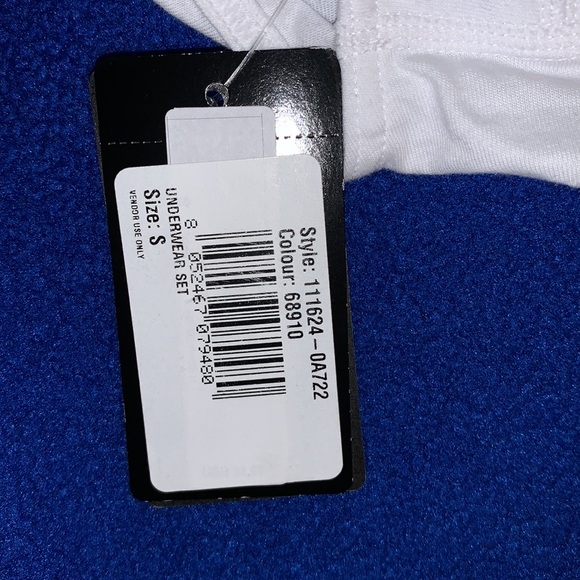 Style: 111624-0A722
Colour: 68910
8 052467 079480
UNDERWEAR SET
Size: S
VENDOR USE ONLY